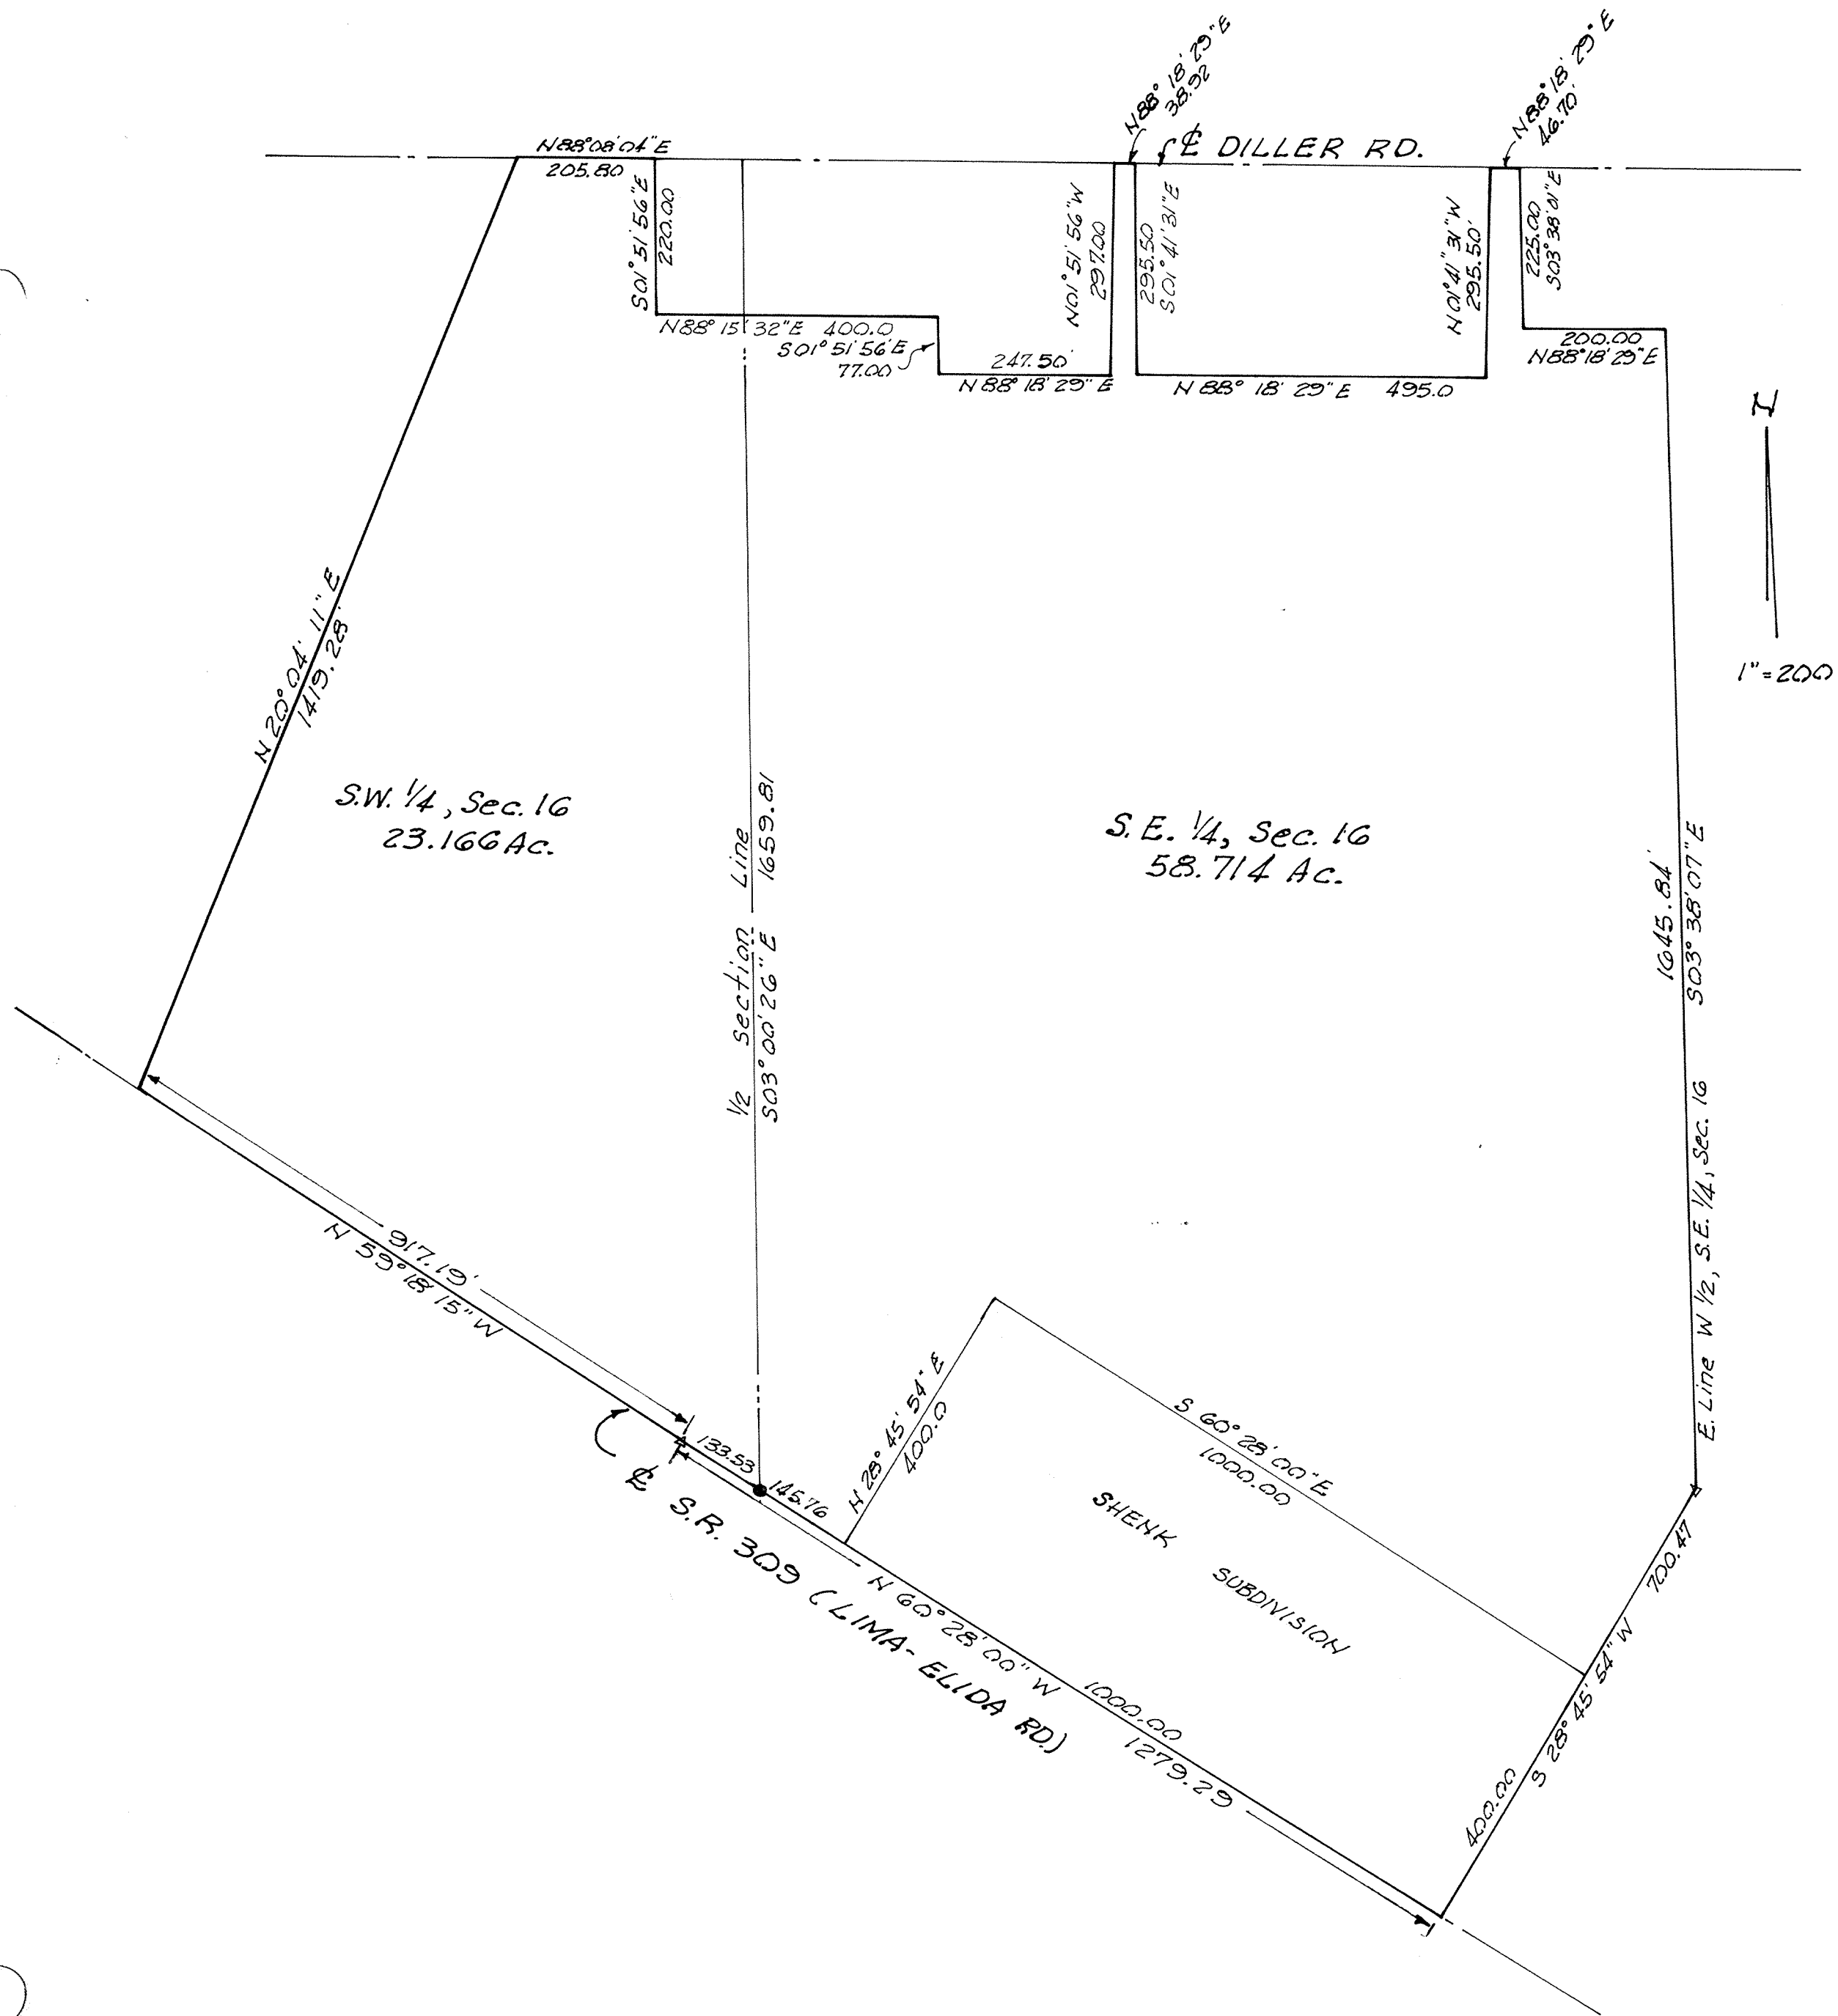 N88° 18' 29" E
38.92
N88° 18' 29" E
46.70'
N88°08'04" E
205.80
℄ DILLER RD.
S01° 51' 56" E
220.00
N01° 51' 56" W
297.00
295.50
S01° 41' 31" E
N01° 41' 31" W
295.50'
225.00
S03° 38' 01" E
N88° 15' 32" E 400.0
S01° 51' 56" E
77.00
247.50'
N 88° 18' 29" E
N 88° 18' 29" E 495.0
200.00
N88° 18' 29" E
N
1" = 200
N 20° 04' 11" E
1419.28'
S.W. 1/4, Sec. 16
23.166 Ac.
1/2 Section Line
S03° 00' 26" E 1659.81
S. E. 1/4, Sec. 16
58.714 Ac.
1645.84'
S03° 38' 07" E
E. Line W 1/2, S.E. 1/4, Sec. 16
917.19'
N 59° 18' 15" W
133.53
145.76
N 28° 45' 54" E
400.0
S 60° 28' 00" E
1000.00
SHENK SUBDIVISION
700.47
S 28° 45' 54" W
400.00
℄ S.R. 309 (LIMA-ELIDA RD.)
N 60° 28' 00" W 1000.00
1279.29